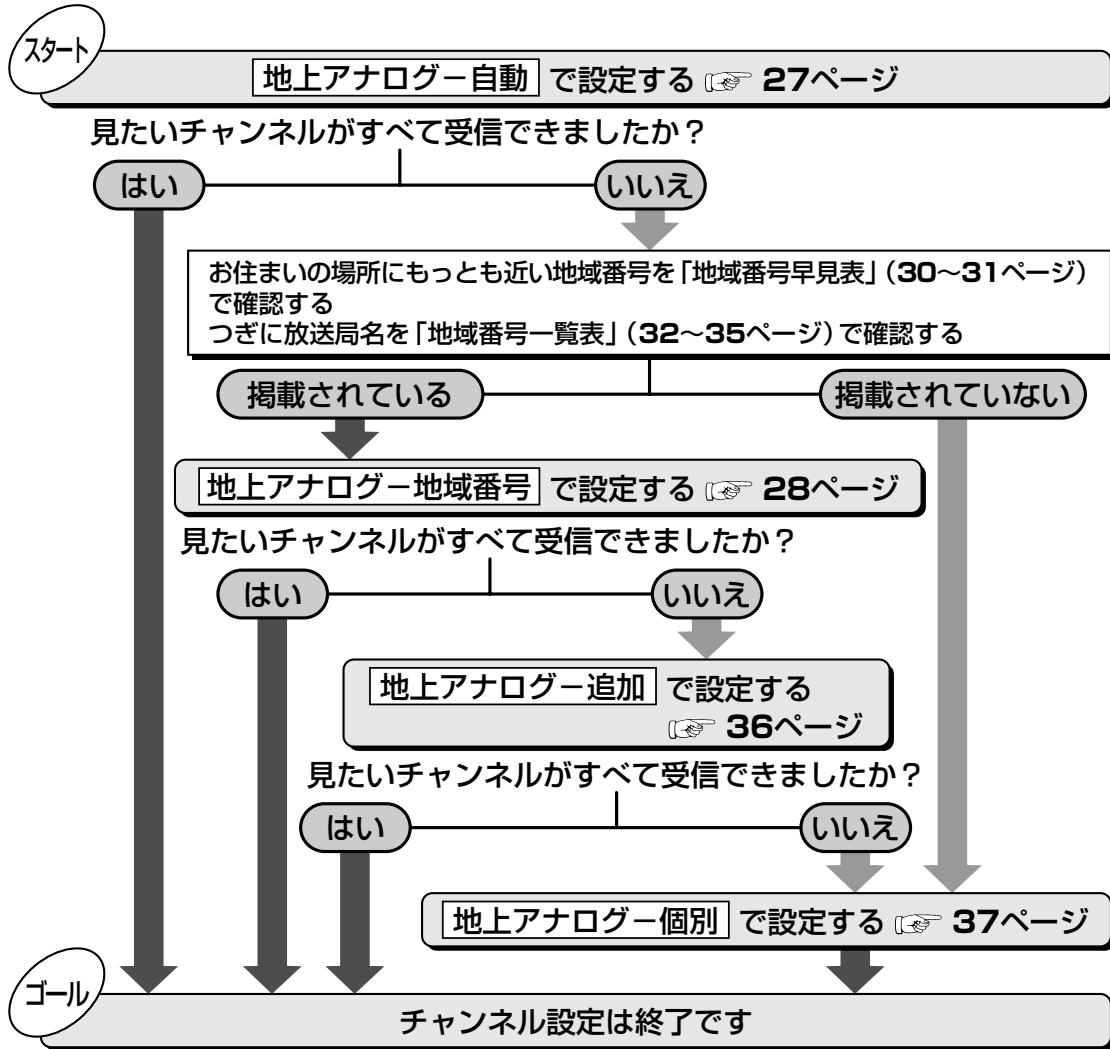 スタート
地上アナログー自動 で設定する ☞ 27ページ
見たいチャンネルがすべて受信できましたか？
はい
いいえ
お住まいの場所にもっとも近い地域番号を「地域番号早見表」（30〜31ページ）
で確認する
つぎに放送局名を「地域番号一覧表」（32〜35ページ）で確認する
掲載されている
掲載されていない
地上アナログー地域番号 で設定する ☞ 28ページ
見たいチャンネルがすべて受信できましたか？
はい
いいえ
地上アナログー追加 で設定する
☞ 36ページ
見たいチャンネルがすべて受信できましたか？
はい
いいえ
地上アナログー個別 で設定する ☞ 37ページ
ゴール
チャンネル設定は終了です